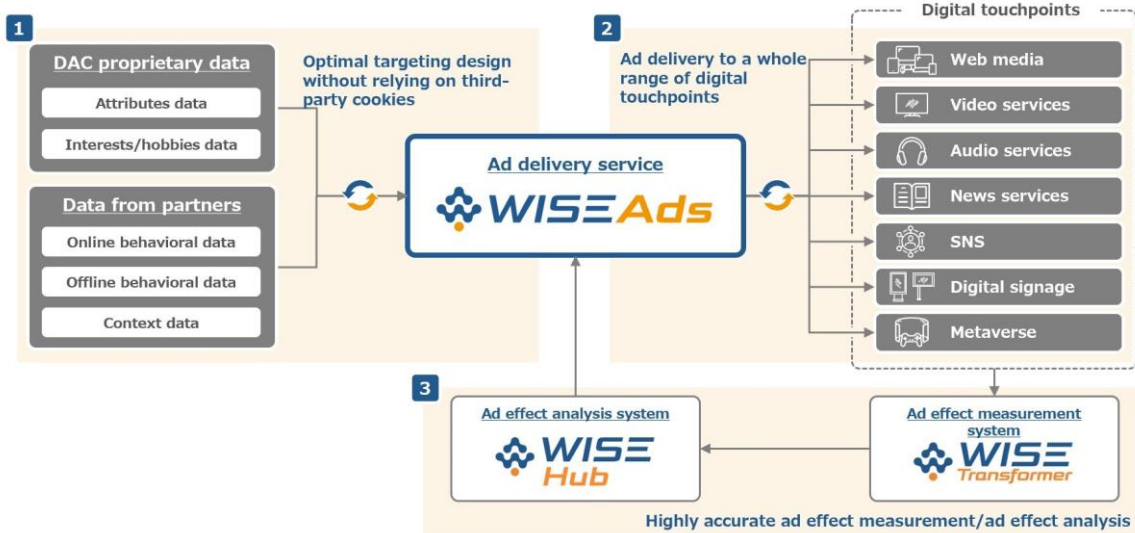 1
DAC proprietary data
Attributes data
Interests/hobbies data
Data from partners
Online behavioral data
Offline behavioral data
Context data
Optimal targeting design
without relying on third-
party cookies
Ad delivery service
WISE Ads
2
Ad delivery to a whole
range of digital
touchpoints
Digital touchpoints
Web media
Video services
Audio services
News services
SNS
Digital signage
Metaverse
3
Ad effect analysis system
WISE
Hub
Ad effect measurement
system
WISE
Transformer
Highly accurate ad effect measurement/ad effect analysis